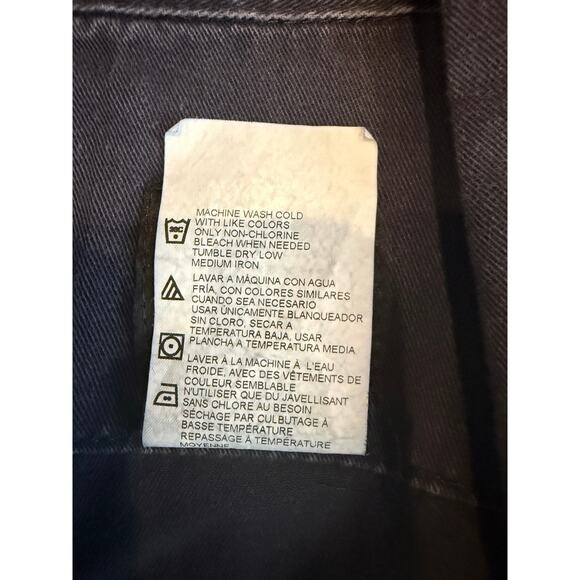 30C
MACHINE WASH COLD
WITH LIKE COLORS
ONLY NON-CHLORINE
BLEACH WHEN NEEDED
TUMBLE DRY LOW
MEDIUM IRON
LAVAR A MÁQUINA CON AGUA
FRÍA, CON COLORES SIMILARES
CUANDO SEA NECESARIO
USAR ÚNICAMENTE BLANQUEADOR
SIN CLORO, SECAR A
TEMPERATURA BAJA, USAR
PLANCHA A TEMPERATURA MEDIA
LAVER À LA MACHINE À L'EAU
FROIDE, AVEC DES VÊTEMENTS DE
COULEUR SEMBLABLE
N'UTILISER QUE DU JAVELLISANT
SANS CHLORE AU BESOIN
SÉCHAGE PAR CULBUTAGE À
BASSE TEMPÉRATURE
REPASSAGE À TEMPÉRATURE
MOYENNE